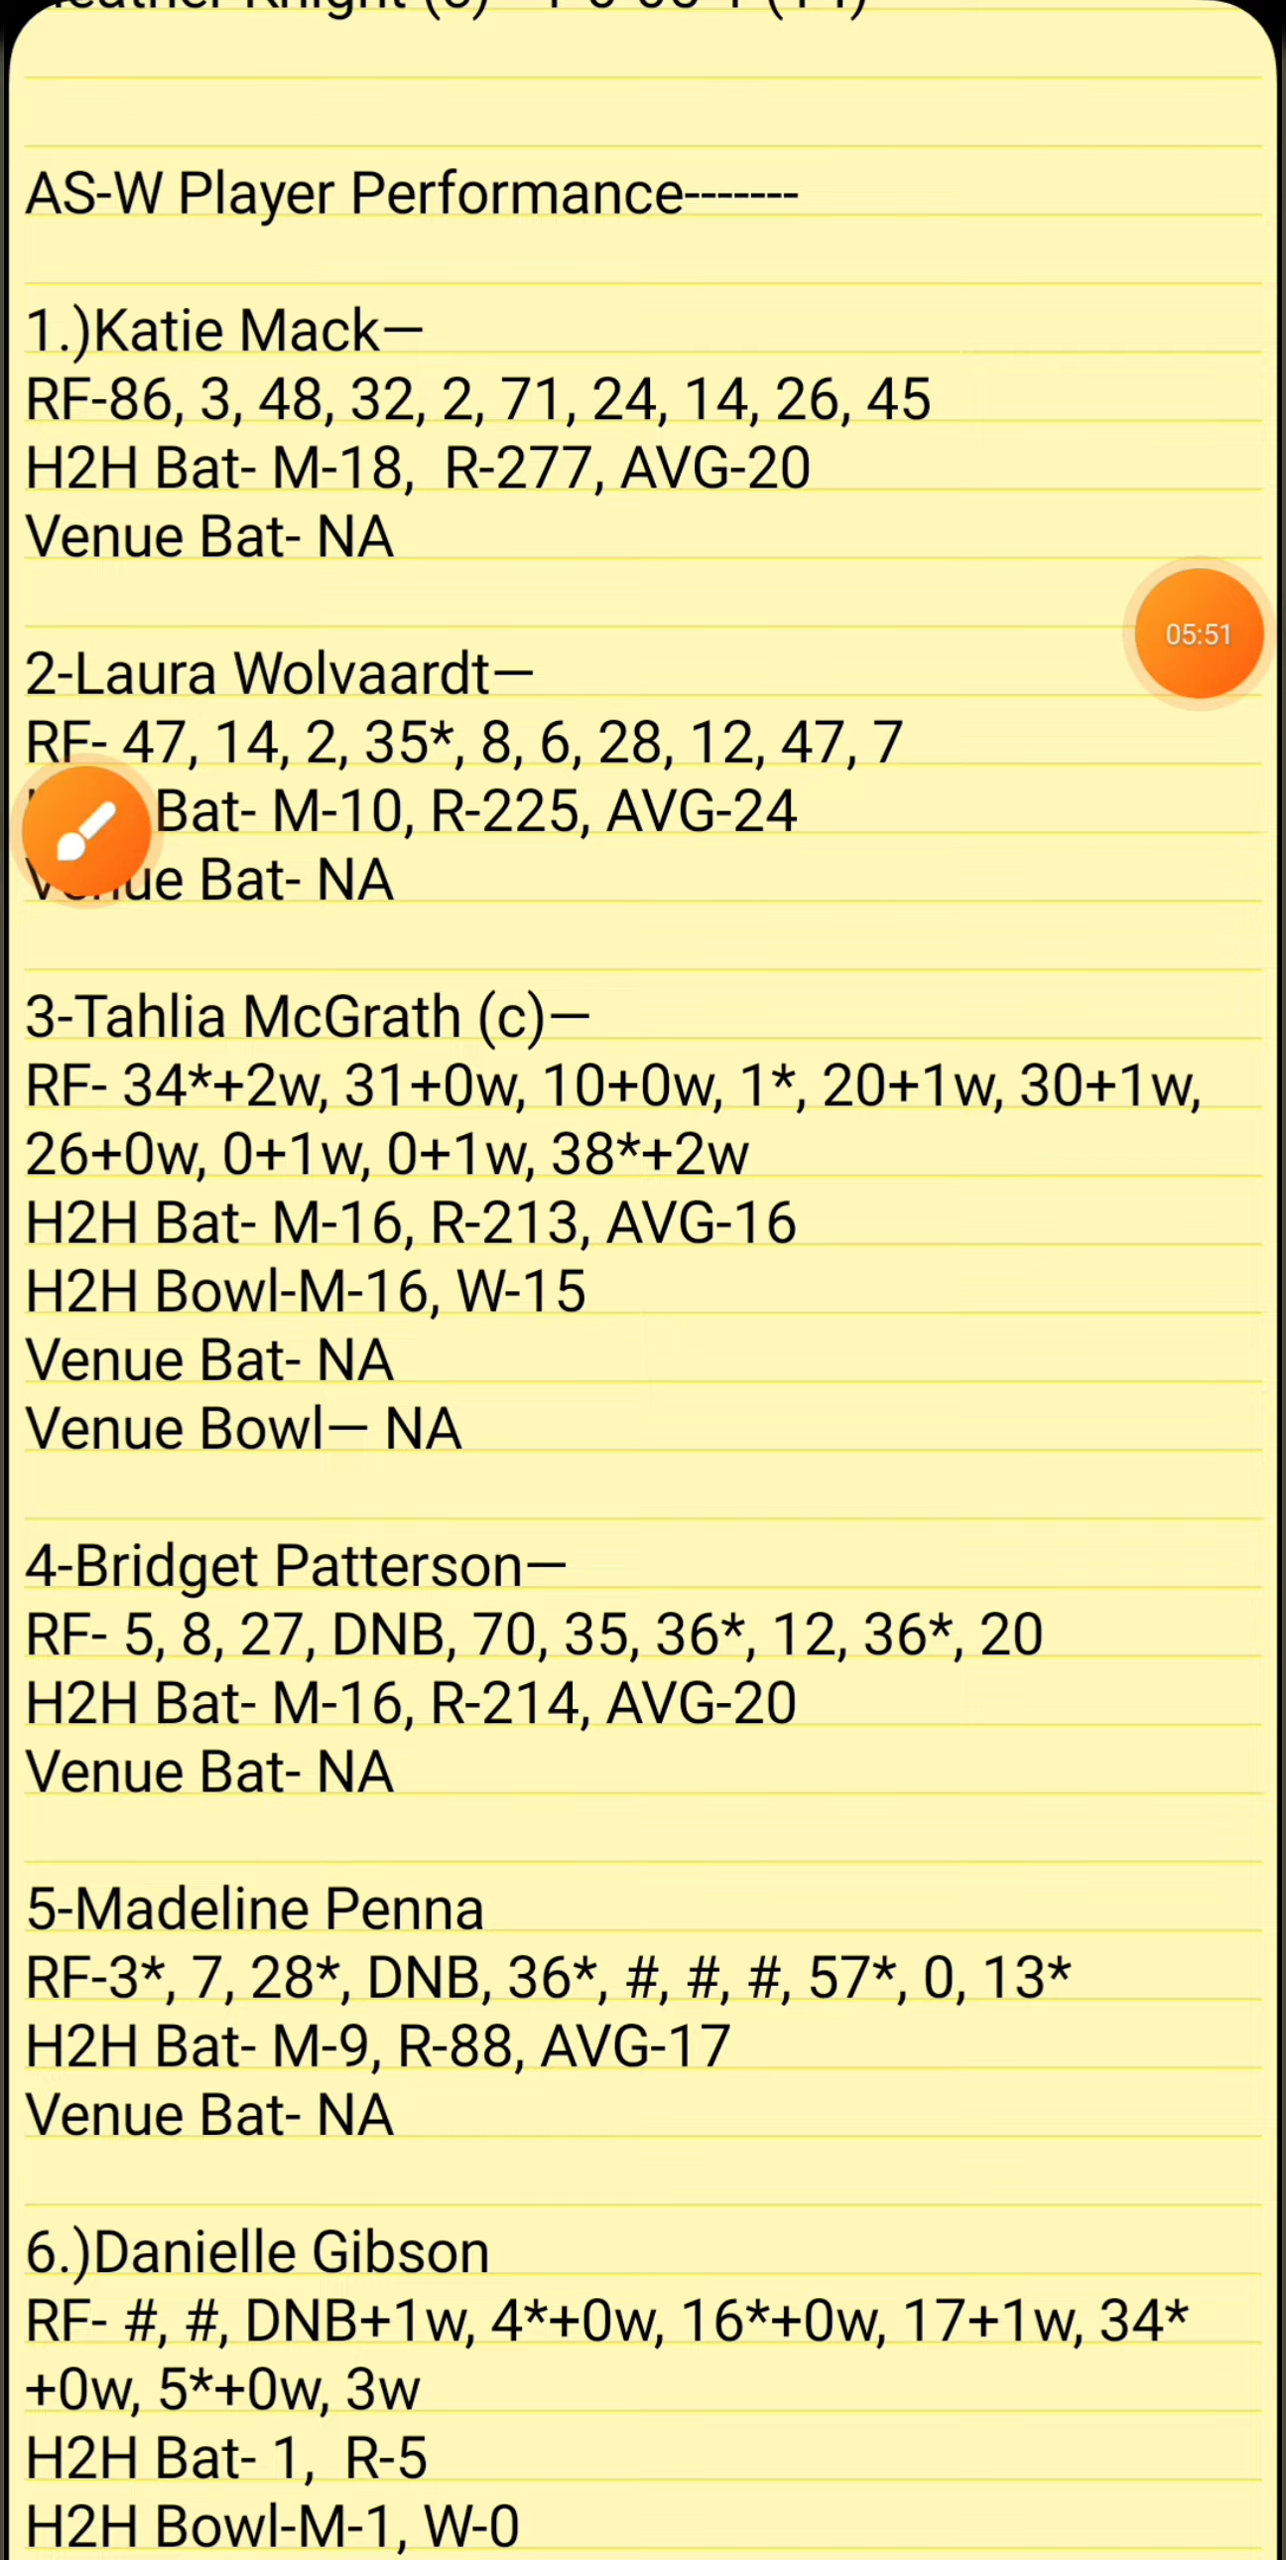 AS-W Player Performance-------
1.)Katie Mack—
RF-86, 3, 48, 32, 2, 71, 24, 14, 26, 45
H2H Bat- M-18,  R-277, AVG-20
Venue Bat- NA
05:51
2-Laura Wolvaardt—
RF- 47, 14, 2, 35*, 8, 6, 28, 12, 47, 7
Bat- M-10, R-225, AVG-24
Venue Bat- NA
3-Tahlia McGrath (c)—
RF- 34*+2w, 31+0w, 10+0w, 1*, 20+1w, 30+1w,
26+0w, 0+1w, 0+1w, 38*+2w
H2H Bat- M-16, R-213, AVG-16
H2H Bowl-M-16, W-15
Venue Bat- NA
Venue Bowl— NA
4-Bridget Patterson—
RF- 5, 8, 27, DNB, 70, 35, 36*, 12, 36*, 20
H2H Bat- M-16, R-214, AVG-20
Venue Bat- NA
5-Madeline Penna
RF-3*, 7, 28*, DNB, 36*, #, #, #, 57*, 0, 13*
H2H Bat- M-9, R-88, AVG-17
Venue Bat- NA
6.)Danielle Gibson
RF- #, #, DNB+1w, 4*+0w, 16*+0w, 17+1w, 34*
+0w, 5*+0w, 3w
H2H Bat- 1,  R-5
H2H Bowl-M-1, W-0